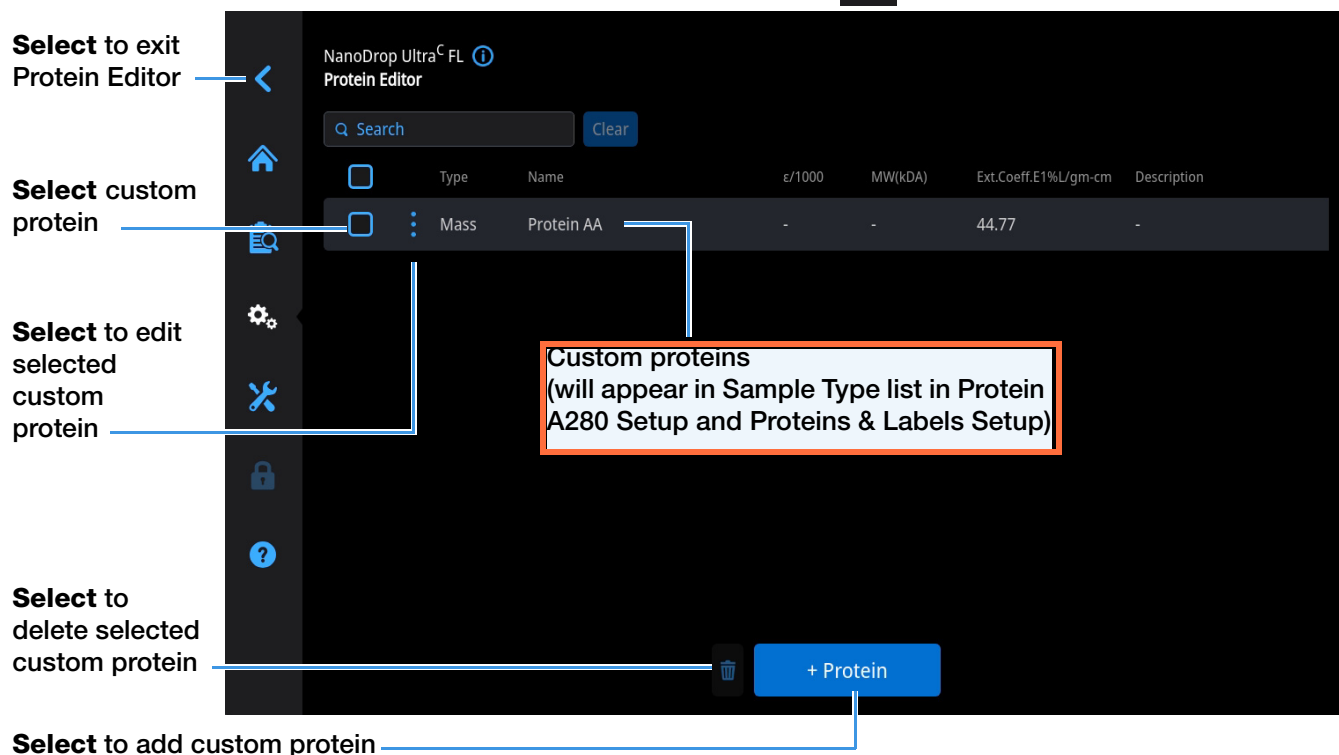 Select to exit
Protein Editor
NanoDrop Ultra^C FL
Protein Editor
Search
Clear
Type Name ε/1000 MW(kDA) Ext.Coeff.E1%L/gm-cm Description
Select custom
protein
Mass Protein AA - - 44.77 -
Select to edit
selected
custom
protein
Custom proteins
(will appear in Sample Type list in Protein
A280 Setup and Proteins & Labels Setup)
?
Select to
delete selected
custom protein
+ Protein
Select to add custom protein